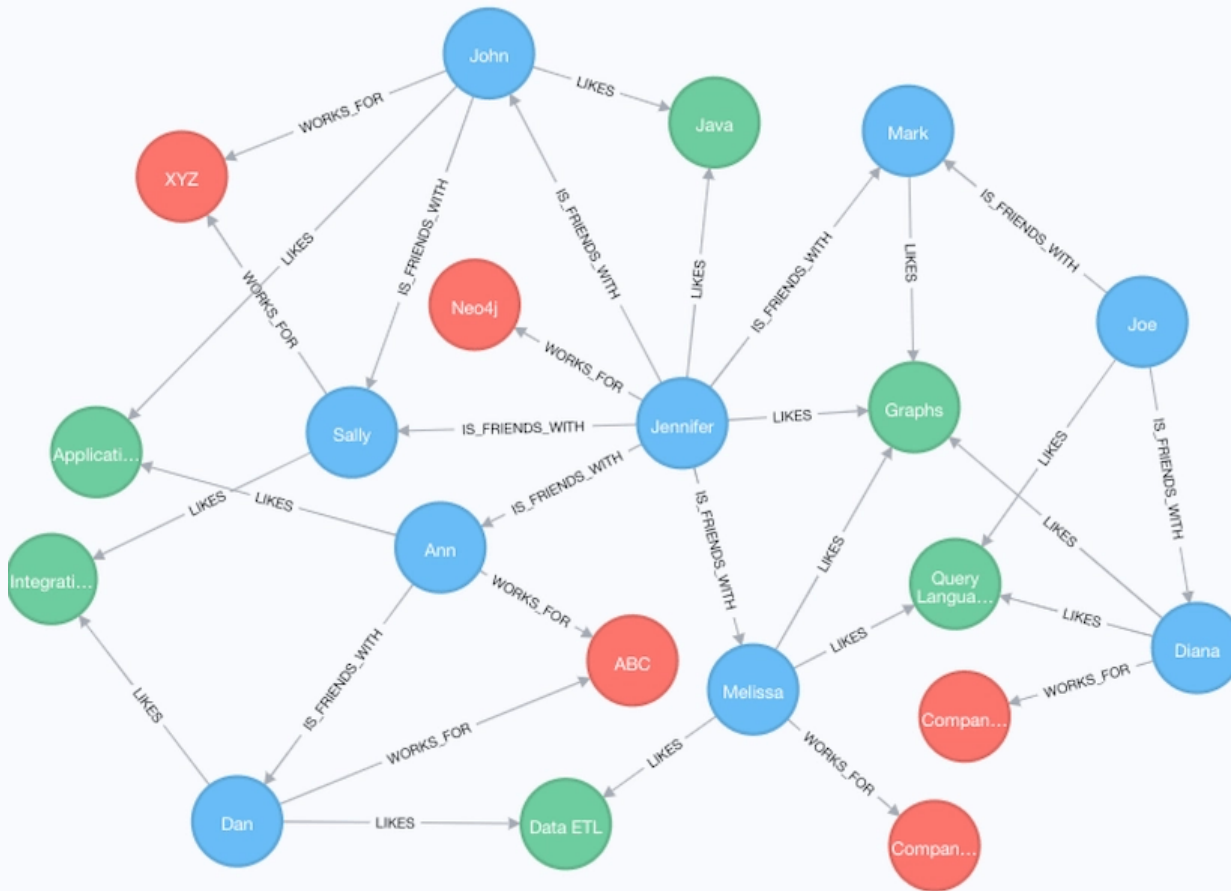 John
LIKES
WORKS_FOR
Java
Mark
XYZ
LIKES
IS_FRIENDS_WITH
IS_FRIENDS_WITH
LIKES
IS_FRIENDS_WITH
LIKES
IS_FRIENDS_WITH
WORKS_FOR
Neo4j
WORKS_FOR
Joe
Graphs
LIKES
Jennifer
IS_FRIENDS_WITH
Sally
Applicati...
LIKES
IS_FRIENDS_WITH
IS_FRIENDS_WITH
LIKES
IS_FRIENDS_WITH
LIKES
LIKES
Ann
LIKES
Integrati...
WORKS_FOR
Query
Langua...
LIKES
LIKES
Diana
IS_FRIENDS_WITH
ABC
Melissa
WORKS_FOR
LIKES
Compan...
WORKS_FOR
LIKES
WORKS_FOR
Dan
LIKES
Data ETL
Compan...